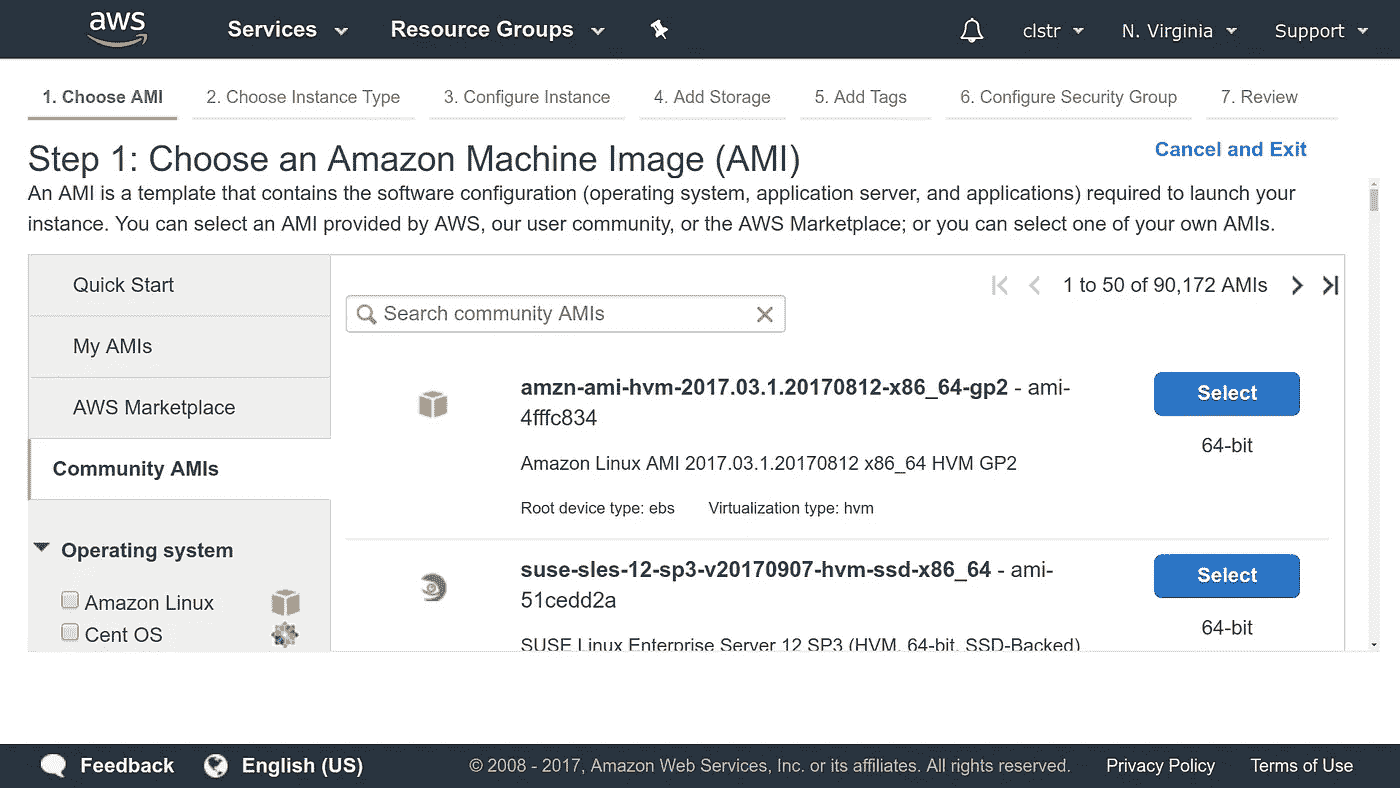 aws Services Resource Groups clstr N. Virginia Support
1. Choose AMI 2. Choose Instance Type 3. Configure Instance 4. Add Storage 5. Add Tags 6. Configure Security Group 7. Review
Step 1: Choose an Amazon Machine Image (AMI)
Cancel and Exit
An AMI is a template that contains the software configuration (operating system, application server, and applications) required to launch your
instance. You can select an AMI provided by AWS, our user community, or the AWS Marketplace; or you can select one of your own AMIs.
Quick Start
My AMIs
AWS Marketplace
Community AMIs
Operating system
Amazon Linux
Cent OS
1 to 50 of 90,172 AMIs
Search community AMIs
amzn-ami-hvm-2017.03.1.20170812-x86_64-gp2 - ami-
4fffc834
Amazon Linux AMI 2017.03.1.20170812 x86_64 HVM GP2
Root device type: ebs Virtualization type: hvm
Select
64-bit
suse-sles-12-sp3-v20170907-hvm-ssd-x86_64 - ami-
51cedd2a
SUSE Linux Enterprise Server 12 SP3 (HVM, 64-bit, SSD-Backed)
Select
64-bit
Feedback English (US) © 2008 - 2017, Amazon Web Services, Inc. or its affiliates. All rights reserved. Privacy Policy Terms of Use